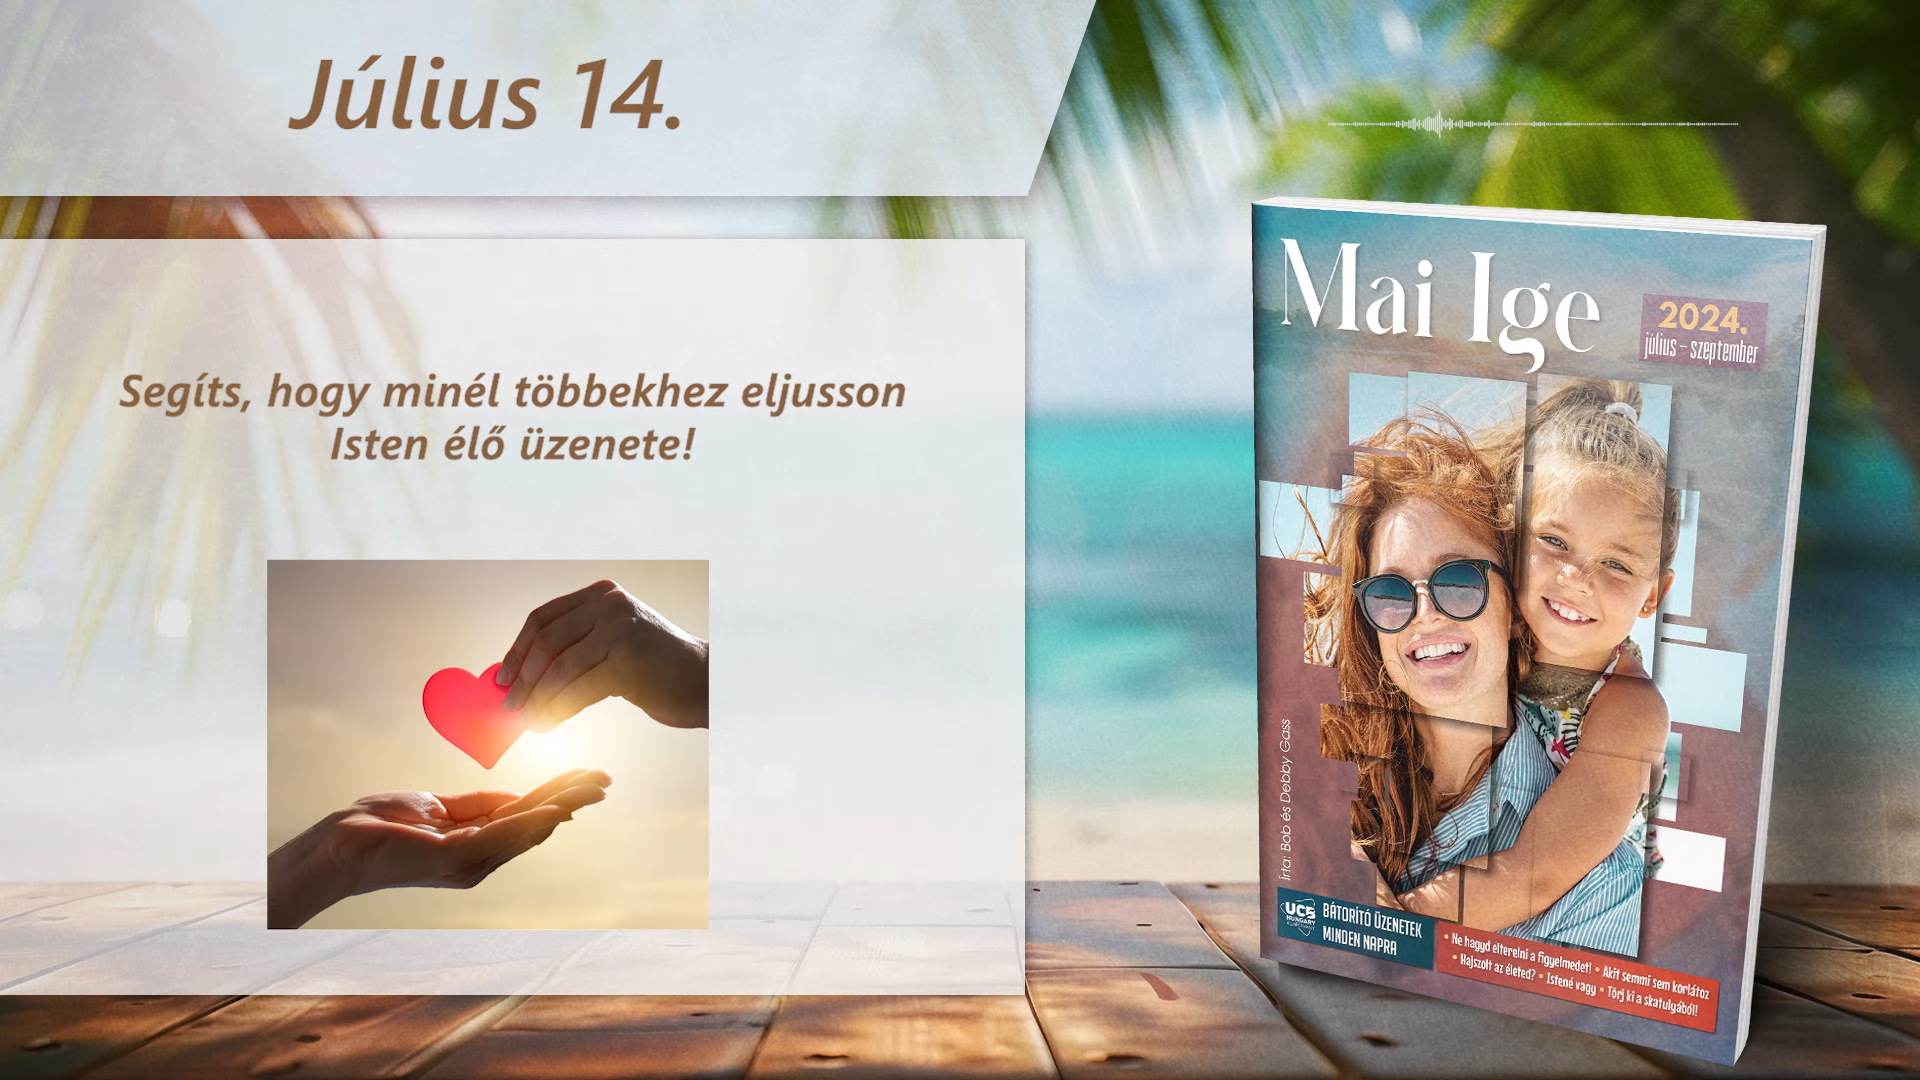 Július 14.
Segíts, hogy minél többekhez eljusson
Isten élő üzenete!
Mai Ige
2024.
július – szeptember
Írta: Bob és Debby Gass
UCB
HUNGARY
BÁTORÍTÓ ÜZENETEK
MINDEN NAPRA
• Ne hagyd elterelni a figyelmedet! • Akit semmi sem korlátoz
• Hajszolt az életed? • Istené vagy • Törj ki a skatulyából!